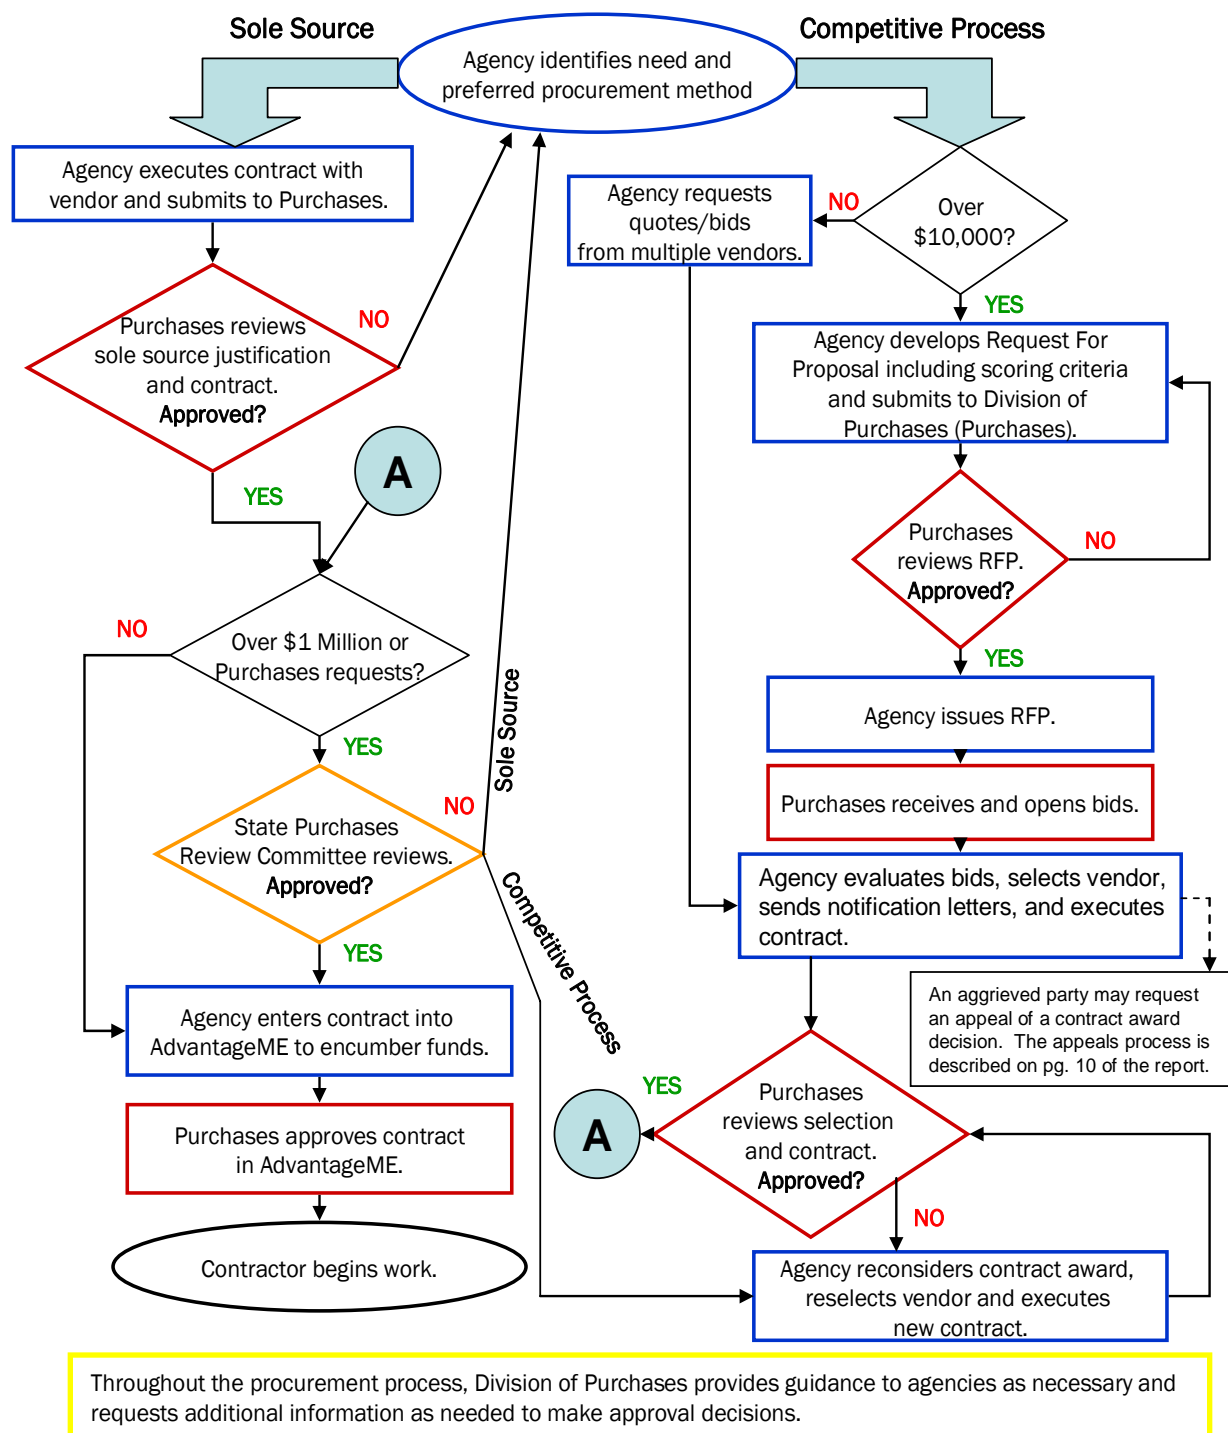 Sole Source
Competitive Process
Agency identifies need and
preferred procurement method
Agency executes contract with
vendor and submits to Purchases.
Purchases reviews
sole source justification
and contract.
Approved?
NO
YES
A
Over $1 Million or
Purchases requests?
NO
YES
State Purchases
Review Committee reviews.
Approved?
NO
Sole Source
Competitive Process
YES
Agency enters contract into
AdvantageME to encumber funds.
Purchases approves contract
in AdvantageME.
Contractor begins work.
Over
$10,000?
NO
Agency requests
quotes/bids
from multiple vendors.
YES
Agency develops Request For
Proposal including scoring criteria
and submits to Division of
Purchases (Purchases).
Purchases
reviews RFP.
Approved?
NO
YES
Agency issues RFP.
Purchases receives and opens bids.
Agency evaluates bids, selects vendor,
sends notification letters, and executes
contract.
An aggrieved party may request
an appeal of a contract award
decision.  The appeals process is
described on pg. 10 of the report.
Purchases
reviews selection
and contract.
Approved?
YES
A
NO
Agency reconsiders contract award,
reselects vendor and executes
new contract.
Throughout the procurement process, Division of Purchases provides guidance to agencies as necessary and
requests additional information as needed to make approval decisions.